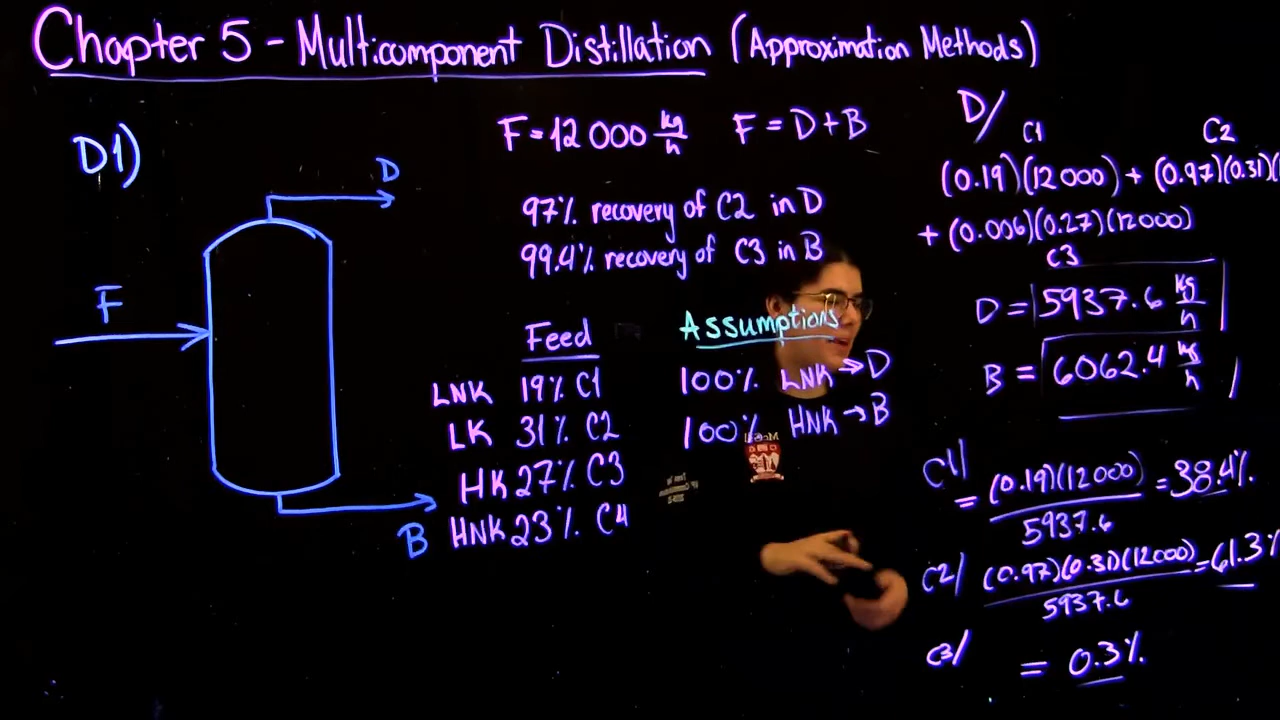 Chapter 5 - Multicomponent Distillation (Approximation Methods)
D1)
D
F
B
F = 12 000 kg/h F = D + B
97% recovery of C2 in D
99.4% recovery of C3 in B
Feed
LNK 19% C1
LK 31% C2
HK 27% C3
HNK 23% C4
Assumptions
100% LNK → D
100% HNK → B
D/
C1 C2
(0.19)(12000) + (0.97)(0.31)(
+ (0.006)(0.27)(12000)
C3
D = 5937.6 kg/h
B = 6062.4 kg/h
C1/ = (0.19)(12000) / 5937.6 = 38.4%
C2/ (0.97)(0.31)(12000) / 5937.6 = 61.3%
C3/ = 0.3%
McGill